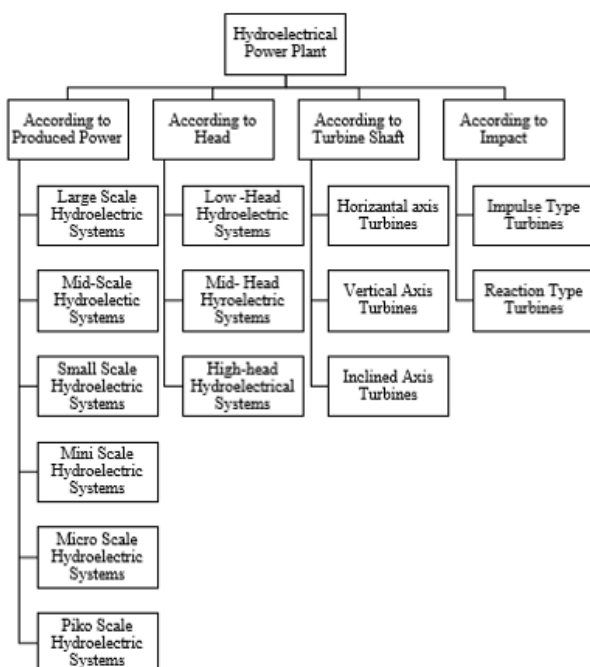 Hydroelectrical
Power Plant
According to
Produced Power
According to
Head
According to
Turbine Shaft
According to
Impact
Large Scale
Hydroelectric
Systems
Low -Head
Hydroelectric
Systems
Horizantal axis
Turbines
Impulse Type
Turbines
Mid-Scale
Hydroelectic
Systems
Mid- Head
Hyroelectric
Systems
Vertical Axis
Turbines
Reaction Type
Turbines
Small Scale
Hydroelectric
Systems
High-head
Hydroelectrical
Systems
Inclined Axis
Turbines
Mini Scale
Hydroelectric
Systems
Micro Scale
Hydroelectric
Systems
Piko Scale
Hydroelectric
Systems